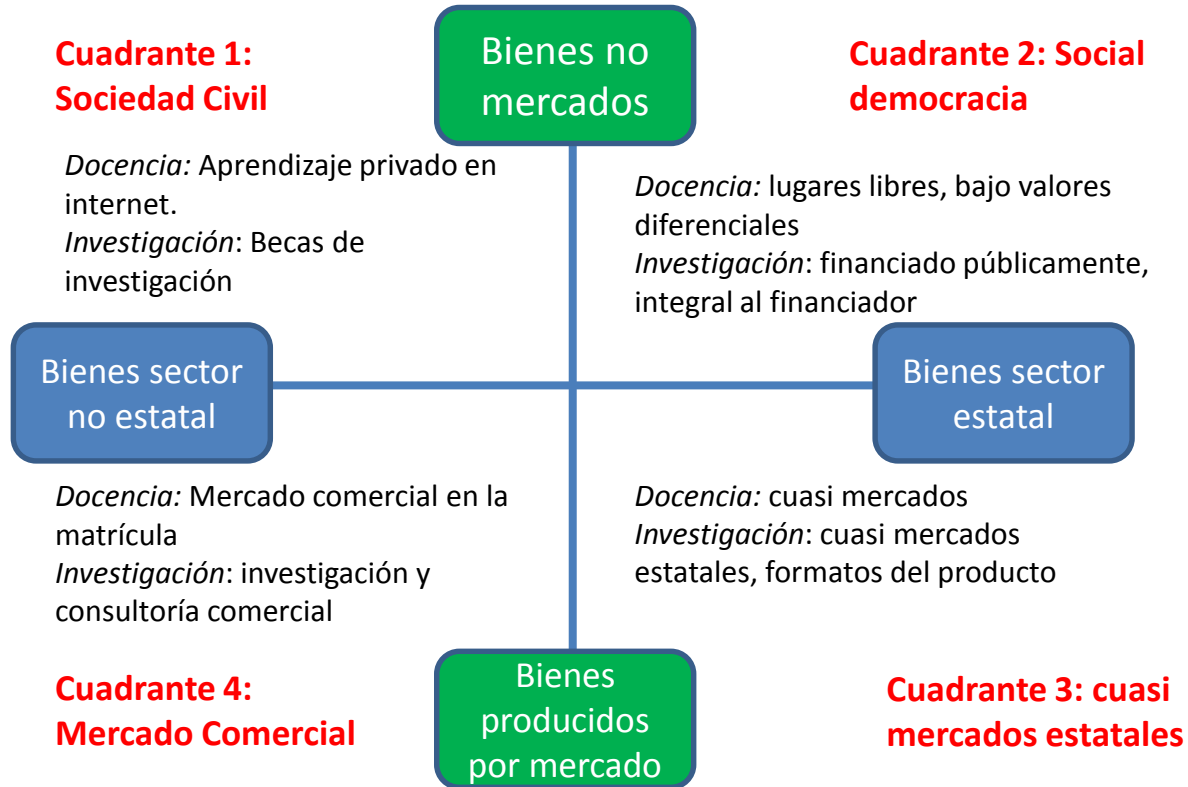 Cuadrante 1:
Sociedad Civil
Bienes no
mercados
Cuadrante 2: Social
democracia
Docencia: Aprendizaje privado en
internet.
Investigación: Becas de
investigación
Docencia: lugares libres, bajo valores
diferenciales
Investigación: financiado públicamente,
integral al financiador
Bienes sector
no estatal
Bienes sector
estatal
Docencia: Mercado comercial en la
matrícula
Investigación: investigación y
consultoría comercial
Docencia: cuasi mercados
Investigación: cuasi mercados
estatales, formatos del producto
Cuadrante 4:
Mercado Comercial
Bienes
producidos
por mercado
Cuadrante 3: cuasi
mercados estatales